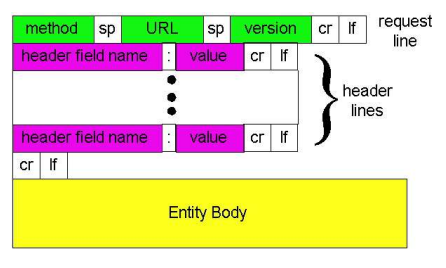 method sp URL sp version cr lf request line
header field name : value cr lf
header lines
header field name : value cr lf
cr lf
Entity Body